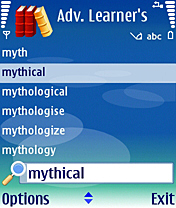 Adv. Learner's
abc
myth
mythical
mythological
mythologise
mythologize
mythology
mythical
Options Exit